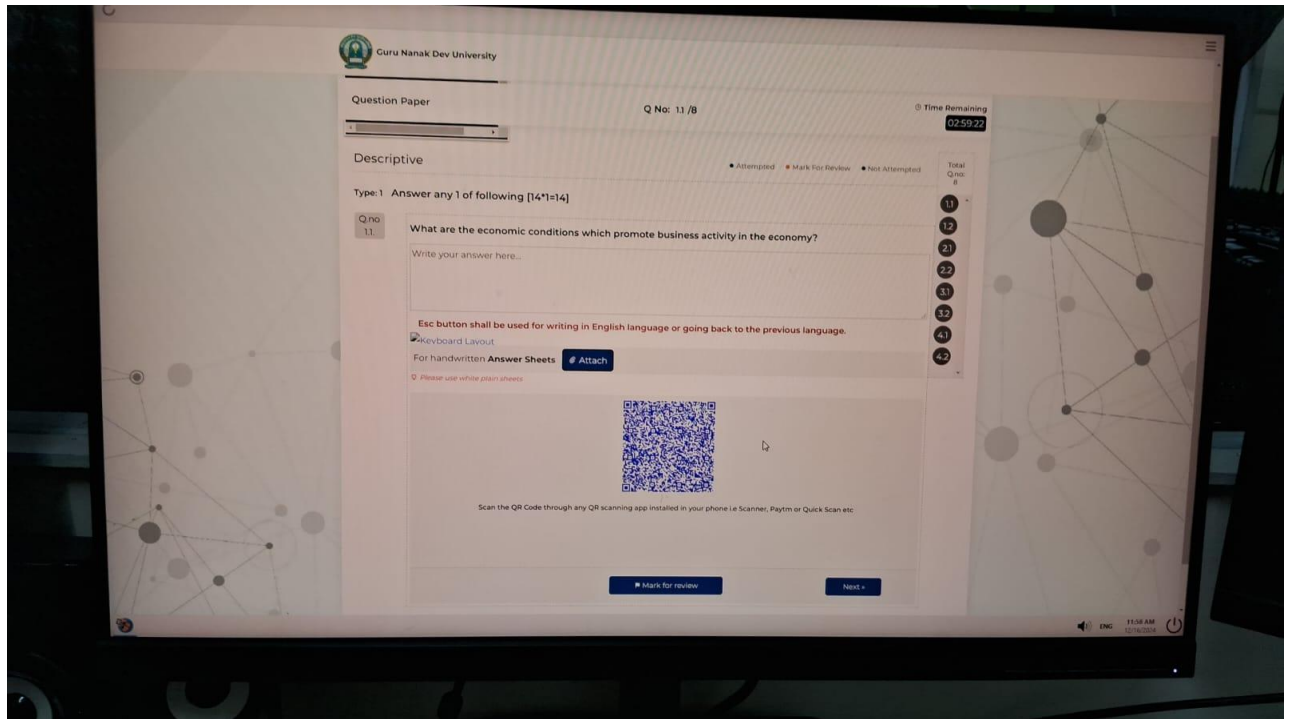 Guru Nanak Dev University
Question Paper
Q No: 1.1 /8
Time Remaining
02:59:22
Descriptive
Attempted
Mark For Review
Not Attempted
Total
Q.no:
8
Type: 1 Answer any 1 of following [14*1=14]
Q.no
1.1.
What are the economic conditions which promote business activity in the economy?
Write your answer here...
1.1
1.2
2.1
2.2
3.1
3.2
4.1
4.2
Esc button shall be used for writing in English language or going back to the previous language.
Keyboard Layout
For handwritten Answer Sheets
Attach
Please use white plain sheets
Scan the QR Code through any QR scanning app installed in your phone i.e Scanner, Paytm or Quick Scan etc
Mark for review
Next »
ENG
11:58 AM
12/16/2024